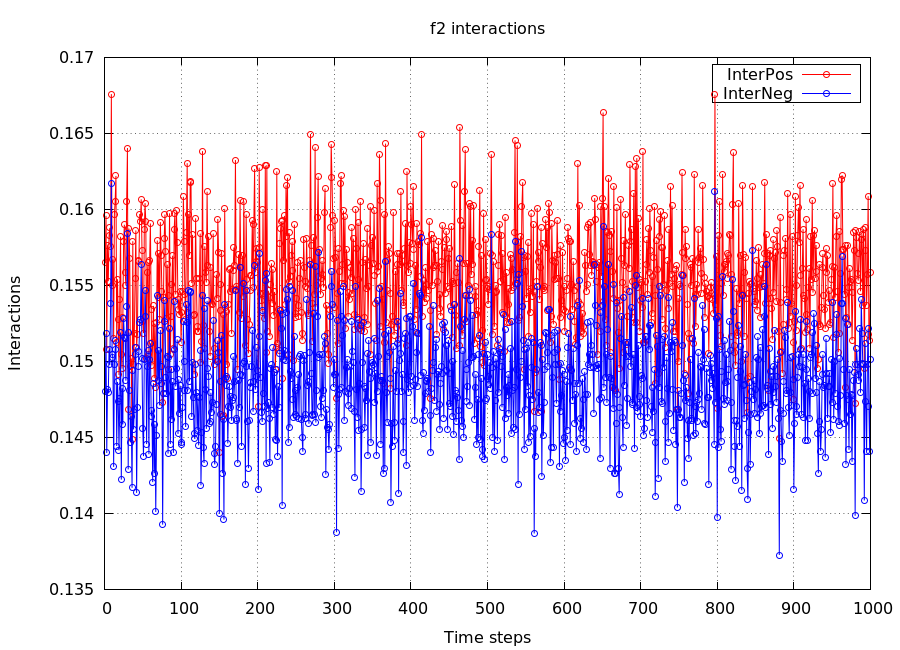 f2 interactions
0.17
0.165
0.16
0.155
0.15
0.145
0.14
0.135
Interactions
InterPos
InterNeg
0 100 200 300 400 500 600 700 800 900 1000
Time steps